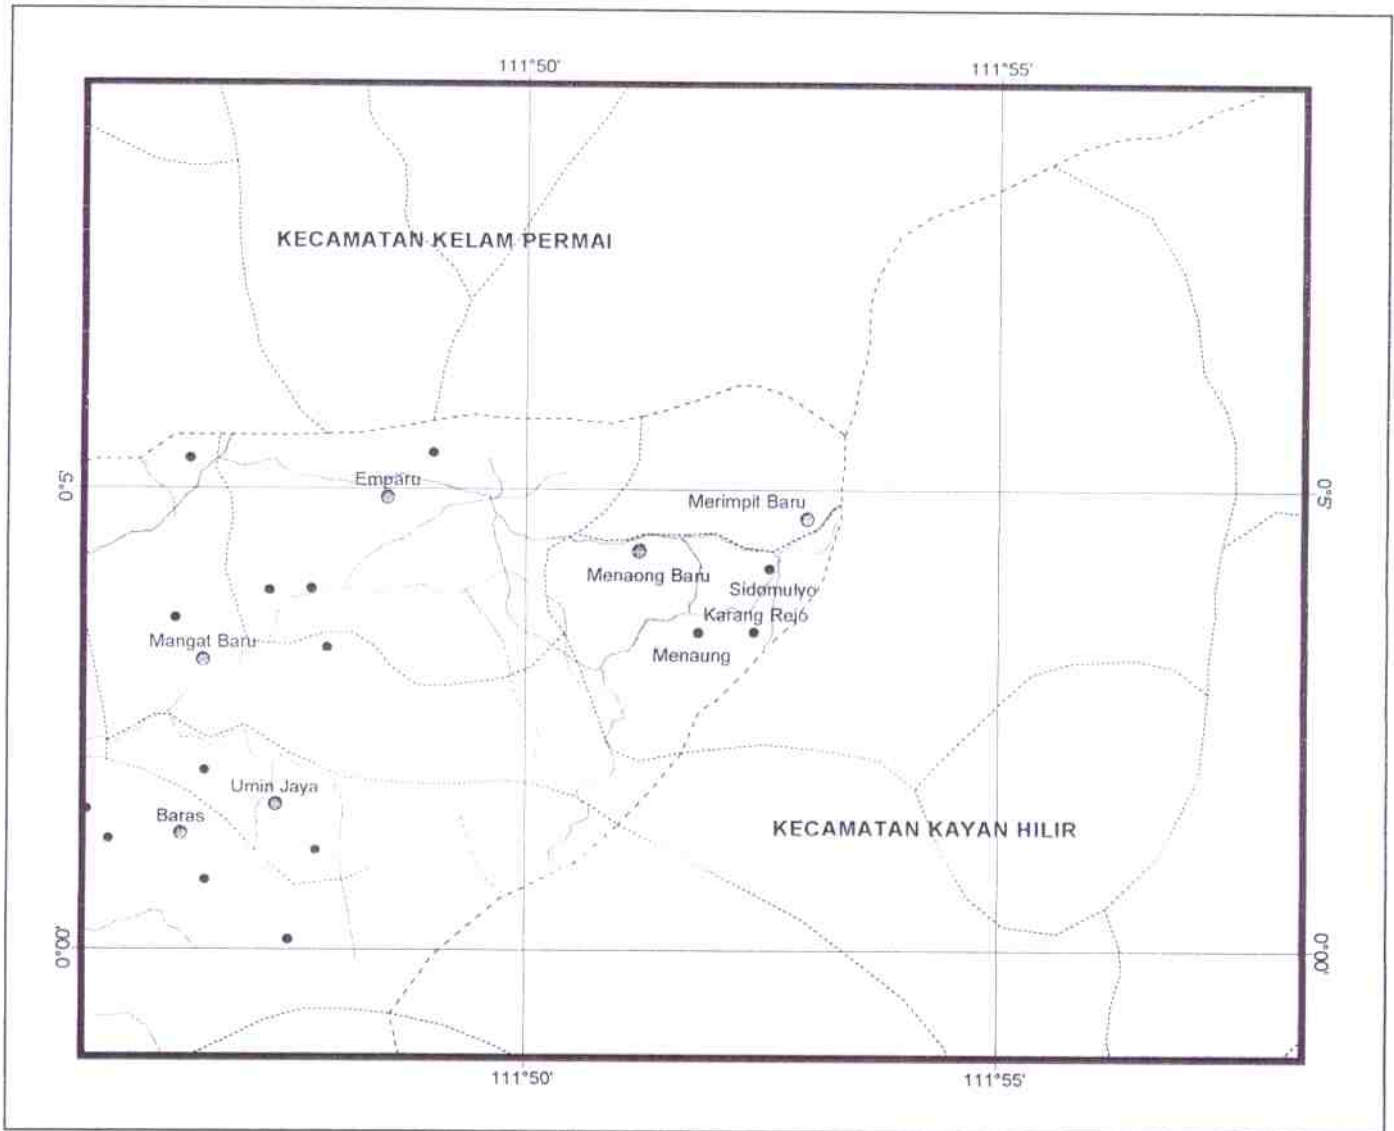 111°50'
111°55'
KECAMATAN KELAM PERMAI
0°5'
0°5'
Emparu
Merimpit Baru
Menaong Baru
Sidomulyo
Karang Rejo
Mangat Baru
Menaung
Umin Jaya
Baras
KECAMATAN KAYAN HILIR
0°00'
0°00'
111°50'
111°55'